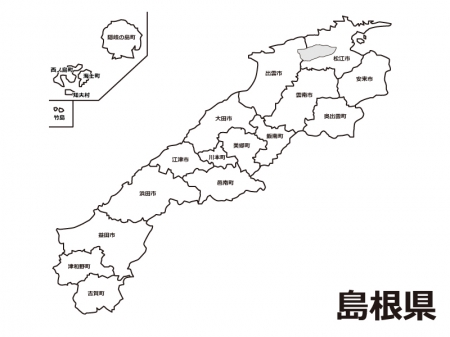 隠岐の島町
西ノ島町
海士町
知夫村
竹島
松江市
出雲市
安来市
雲南市
奥出雲町
大田市
飯南町
美郷町
川本町
江津市
邑南町
浜田市
益田市
津和野町
吉賀町
島根県